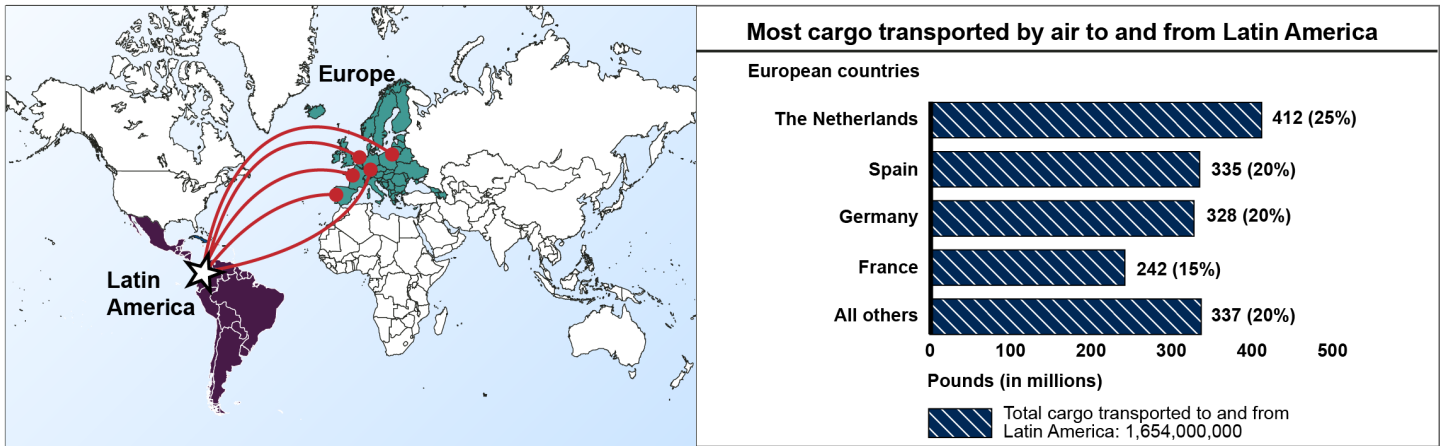 Europe
Latin
America
Most cargo transported by air to and from Latin America
European countries
The Netherlands 412 (25%)
Spain 335 (20%)
Germany 328 (20%)
France 242 (15%)
All others 337 (20%)
0 100 200 300 400 500
Pounds (in millions)
Total cargo transported to and from
Latin America: 1,654,000,000